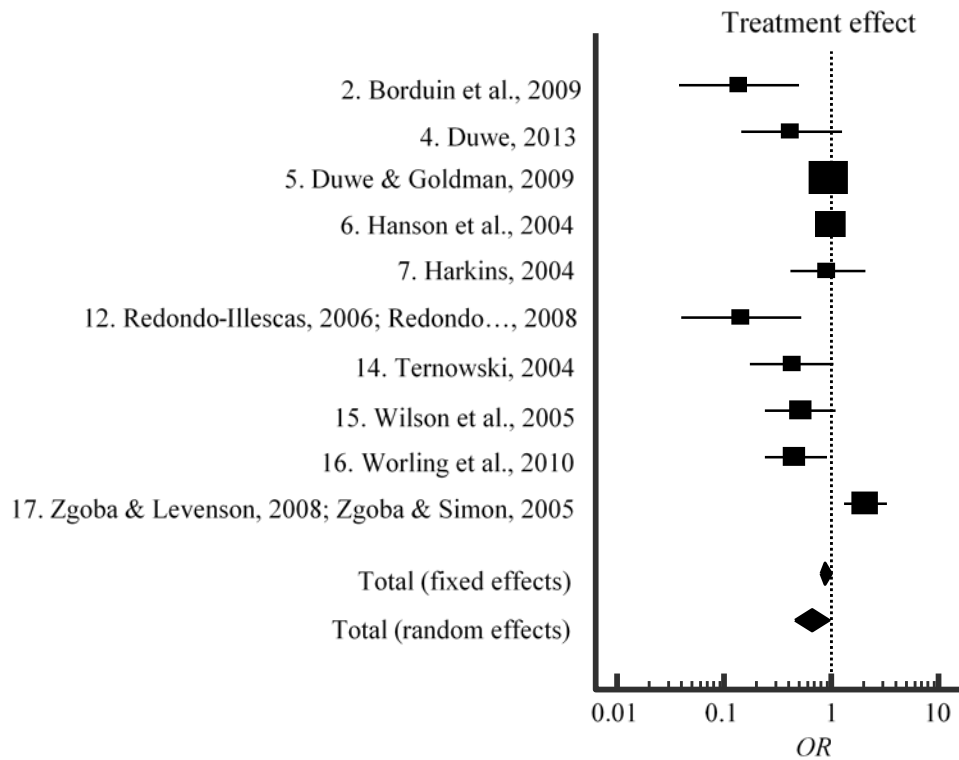 Treatment effect
2. Borduin et al., 2009
4. Duwe, 2013
5. Duwe & Goldman, 2009
6. Hanson et al., 2004
7. Harkins, 2004
12. Redondo-Illescas, 2006; Redondo…, 2008
14. Ternowski, 2004
15. Wilson et al., 2005
16. Worling et al., 2010
17. Zgoba & Levenson, 2008; Zgoba & Simon, 2005
Total (fixed effects)
Total (random effects)
0.01 0.1 1 10
OR